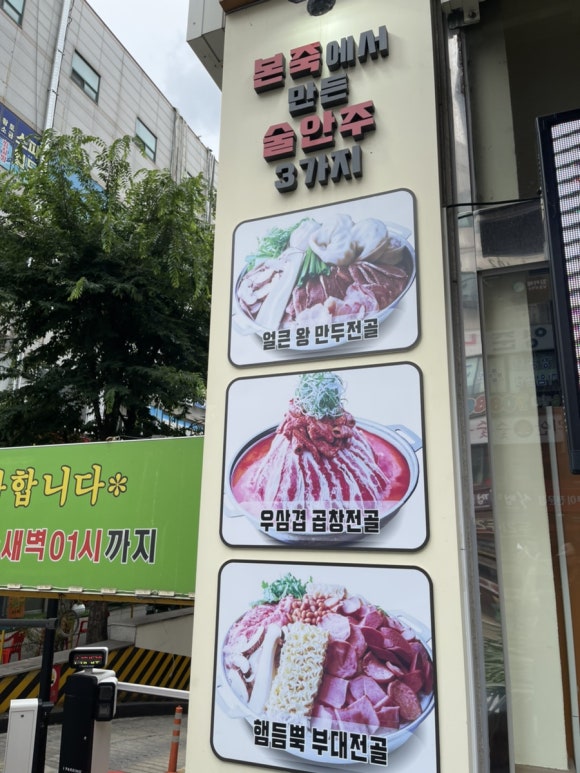 본죽에서
만든
술안주
3가지
얼큰 왕 만두전골
우삼겹 곱창전골
햄듬뿍 부대전골
합니다*
새벽01시까지